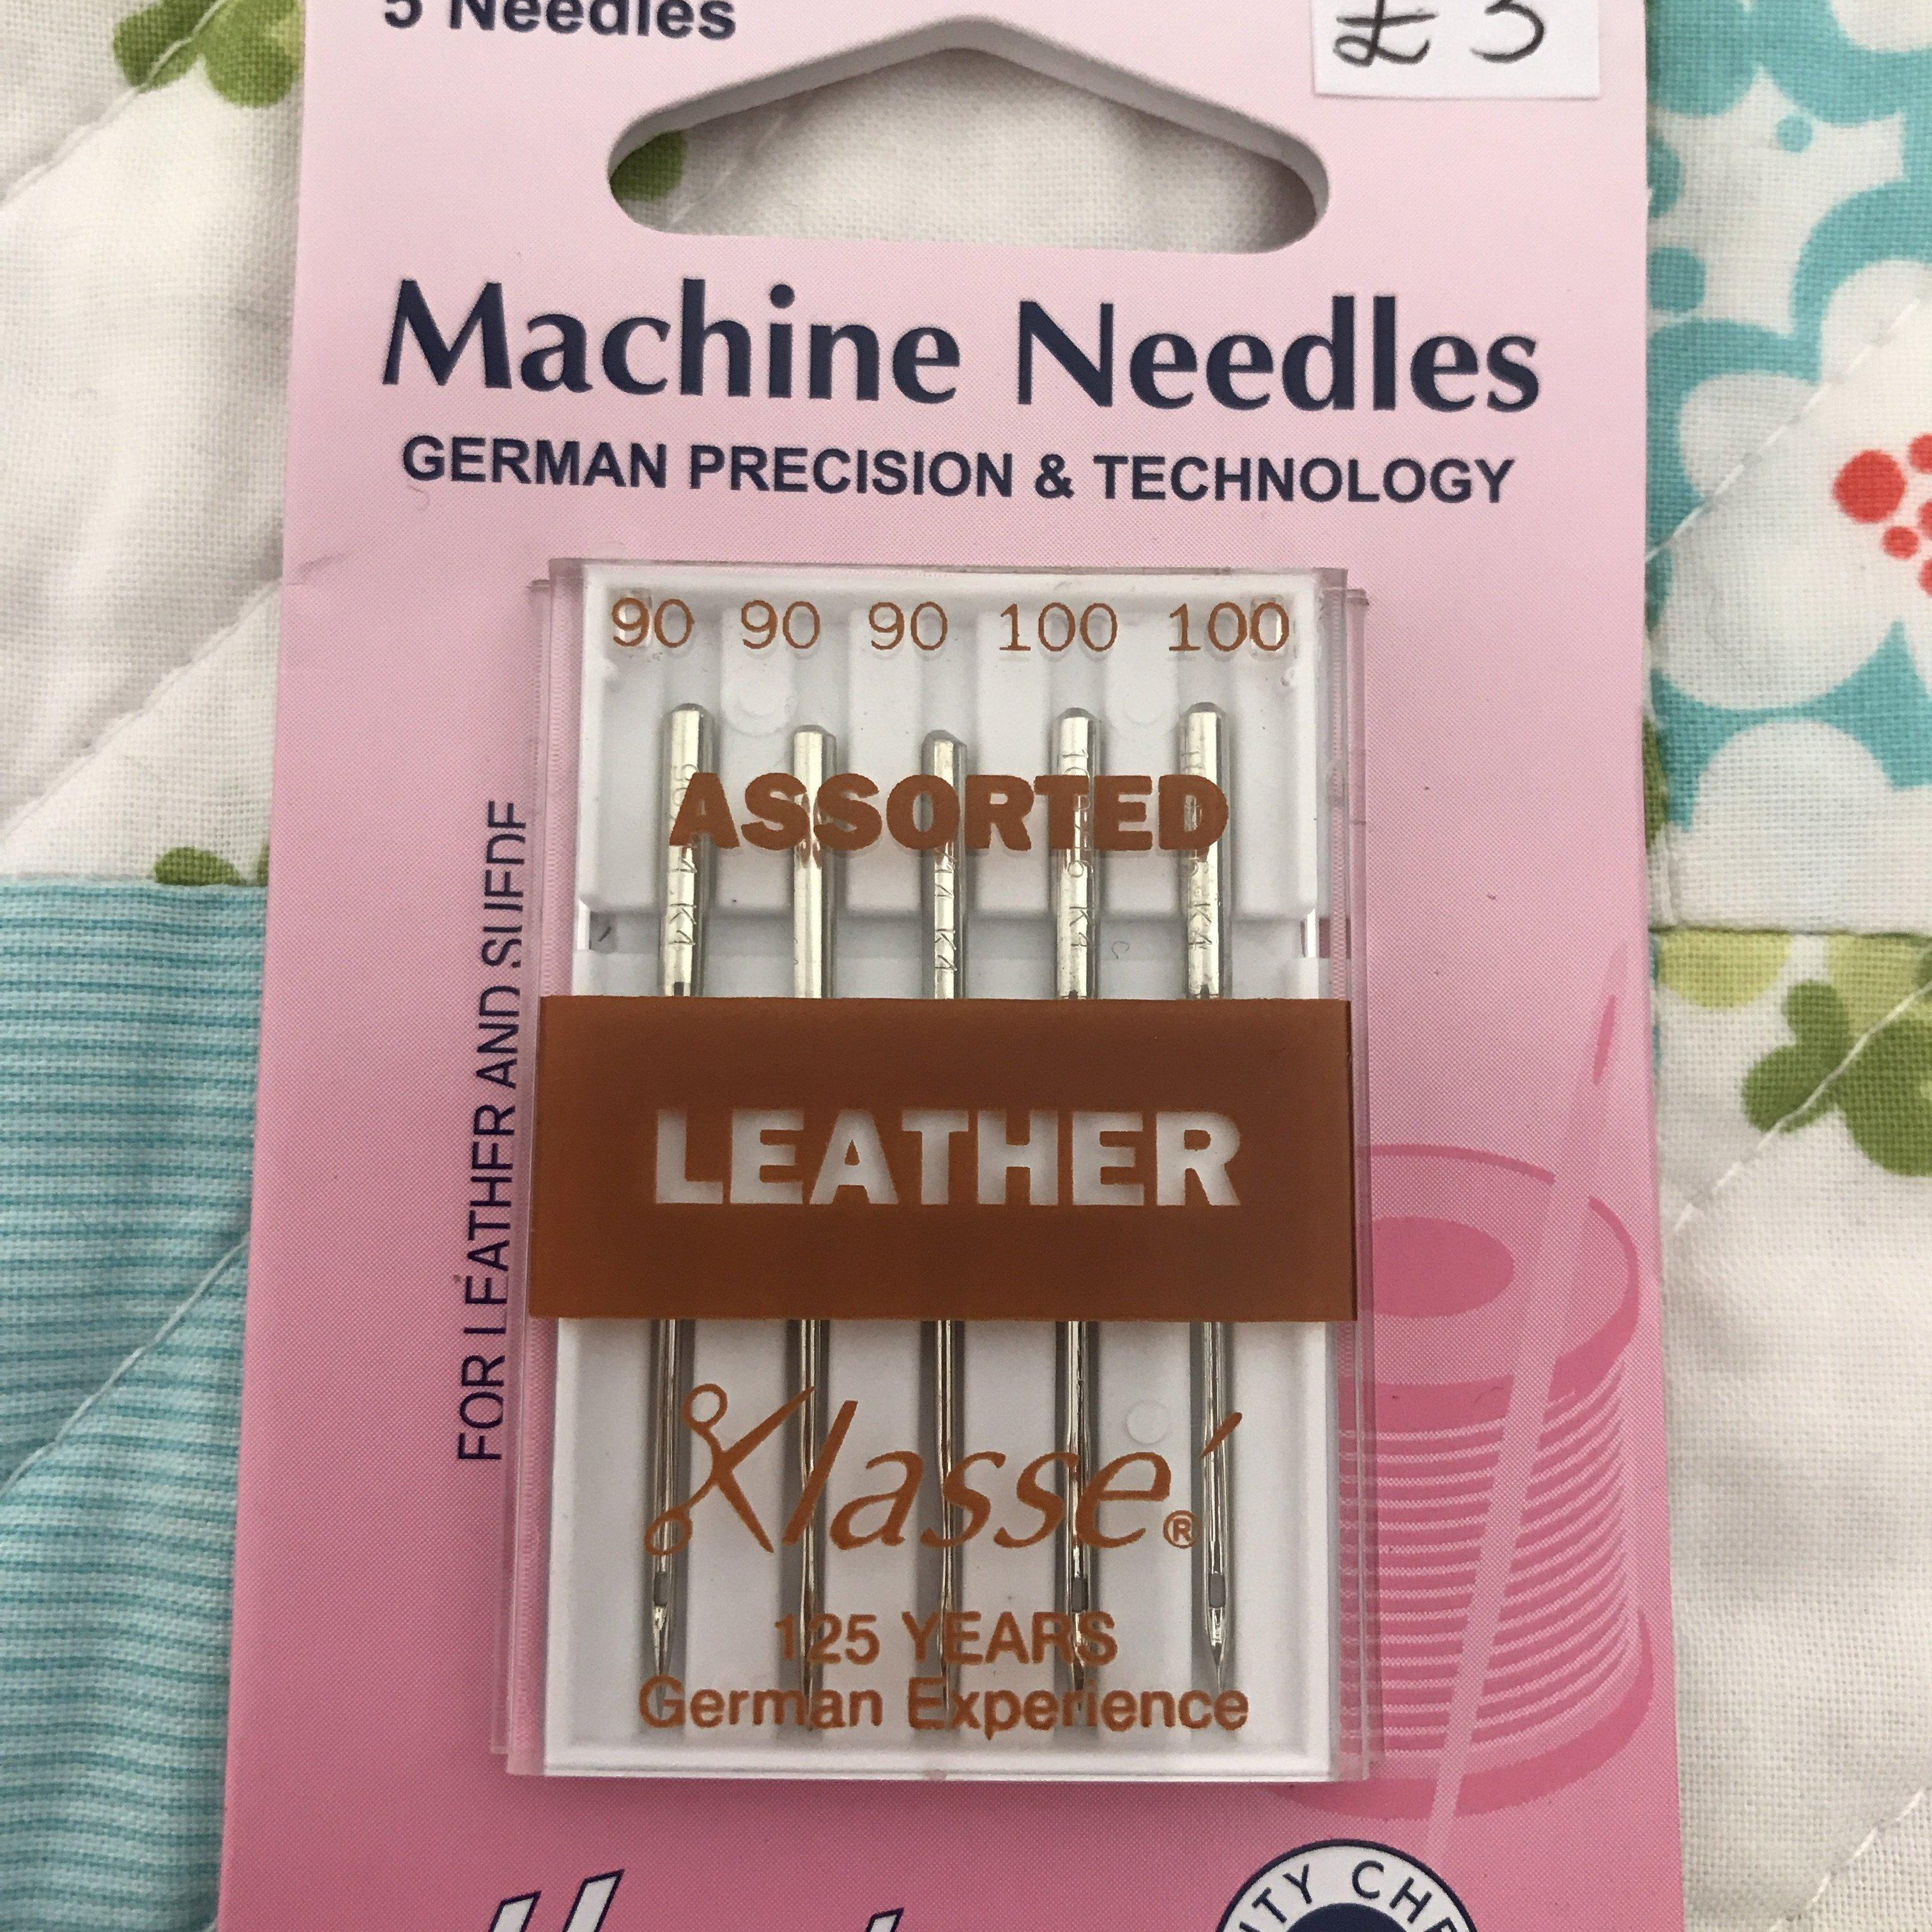 5 Needles
£3
Machine Needles
GERMAN PRECISION & TECHNOLOGY
90 90 90 100 100
ASSORTED
FOR LEATHER AND SUEDE
LEATHER
Klassé®
125 YEARS
German Experience